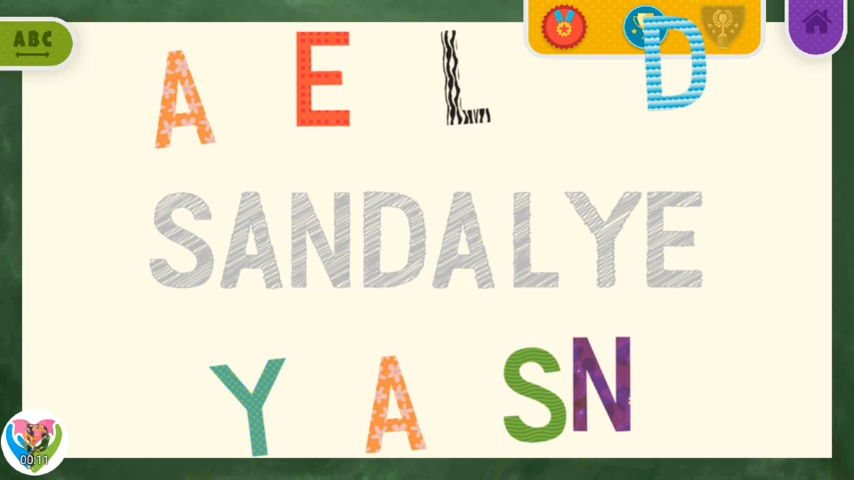 ABC
A E L D
SANDALYE
Y A S N
00:11